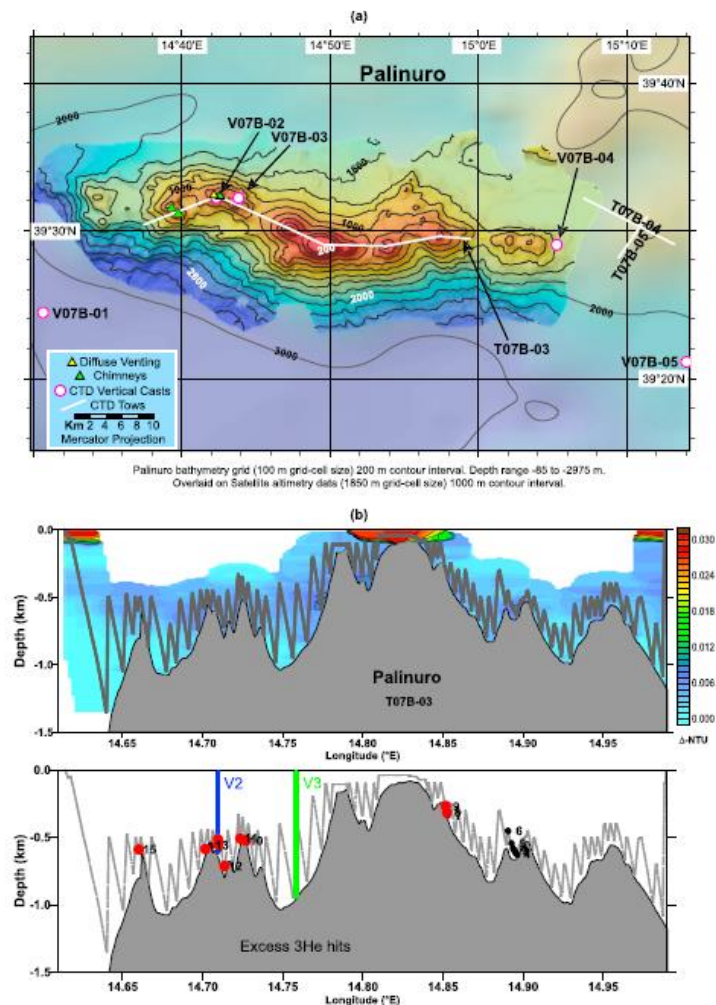 (a)
14°40'E 14°50'E 15°0'E 15°10'E
Palinuro
39°40'N
2000
V07B-02
V07B-03
1500
V07B-04
1000
T07B-04
39°30'N
1000
200
T07B-05
2000
2000
V07B-01
2000
T07B-03
3000
V07B-05
39°20'N
Diffuse Venting
Chimneys
CTD Vertical Casts
CTD Tows
Km 2 4 6 8 10
Mercator Projection
Palinuro bathymetry grid (100 m grid-cell size) 200 m contour interval. Depth range -85 to -2975 m.
Overlaid on Satellite altimetry data (1850 m grid-cell size) 1000 m contour interval.
(b)
0.0
-0.5
-1.0
-1.5
Depth (km)
Palinuro
T07B-03
0.030
0.024
0.018
0.012
0.006
0.000
Δ-NTU
14.65 14.70 14.75 14.80 14.85 14.90 14.95
Longitude (°E)
0.0
-0.5
-1.0
-1.5
Depth (km)
V2
V3
15
13
12
6
Excess 3He hits
14.65 14.70 14.75 14.80 14.85 14.90 14.95
Longitude (°E)